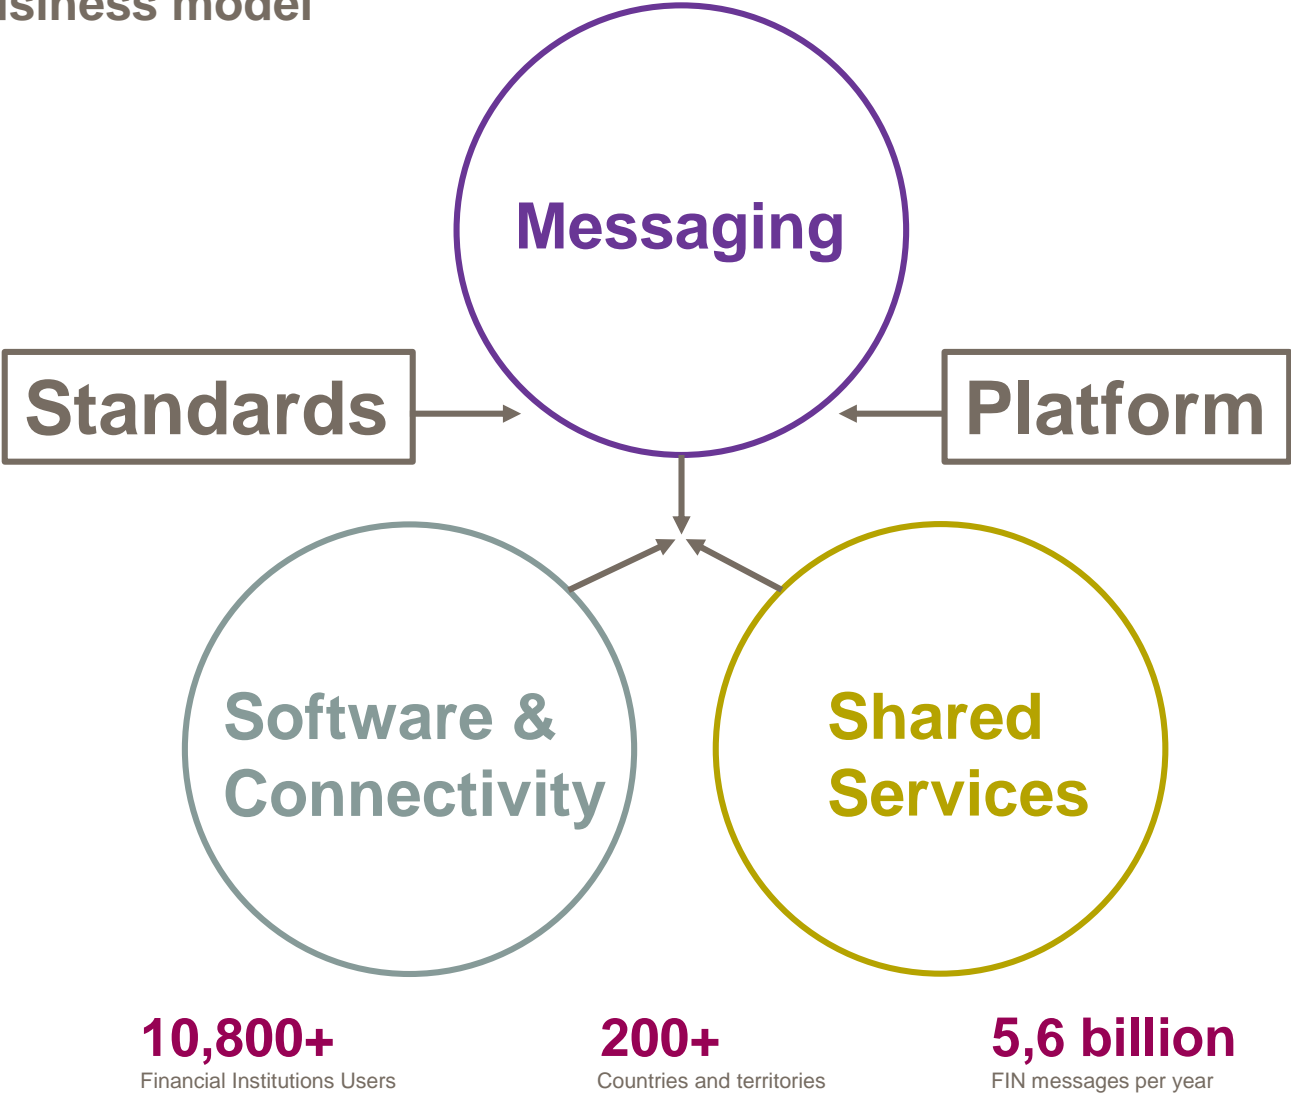 model
Messaging
Standards
Platform
Software &
Connectivity
Shared
Services
10,800+
Financial Institutions Users
200+
Countries and territories
5,6 billion
FIN messages per year